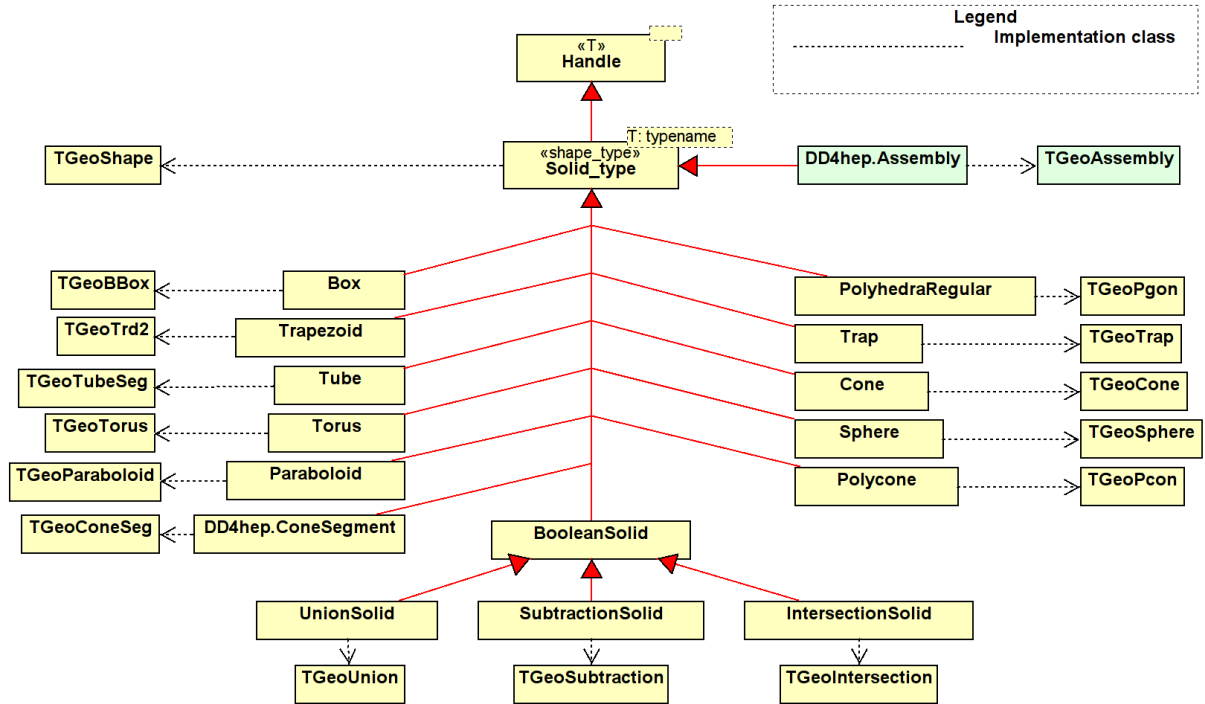 Legend
Implementation class
«T»
Handle
T: typename
TGeoShape
«shape_type»
Solid_type
DD4hep.Assembly
TGeoAssembly
TGeoBBox
Box
PolyhedraRegular
TGeoPgon
TGeoTrd2
Trapezoid
Trap
TGeoTrap
TGeoTubeSeg
Tube
Cone
TGeoCone
TGeoTorus
Torus
Sphere
TGeoSphere
TGeoParaboloid
Paraboloid
Polycone
TGeoPcon
TGeoConeSeg
DD4hep.ConeSegment
BooleanSolid
UnionSolid
SubtractionSolid
IntersectionSolid
TGeoUnion
TGeoSubtraction
TGeoIntersection